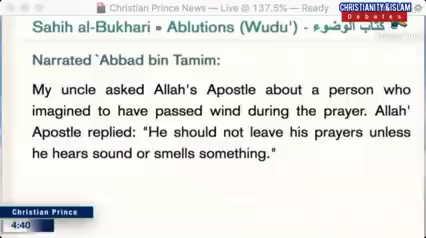 Christian Prince News — Live @ 137.5% — Ready
CHRISTIANITY & ISLAM
Debates
Sahih al-Bukhari » Ablutions (Wudu') - كتاب الوضوء
Narrated `Abbad bin Tamim:
My uncle asked Allah's Apostle about a person who
imagined to have passed wind during the prayer. Allah'
Apostle replied: "He should not leave his prayers unless
he hears sound or smells something."
Christian Prince
4:40